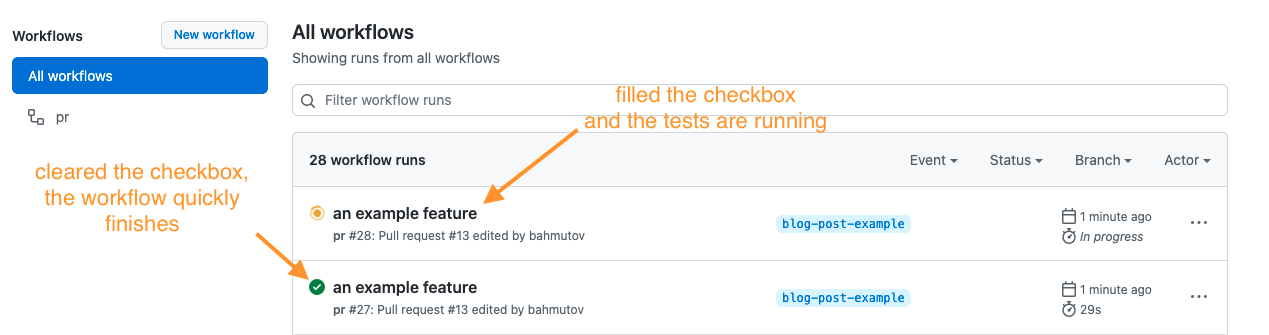 Workflows
New workflow
All workflows
pr
All workflows
Showing runs from all workflows
Filter workflow runs
filled the checkbox
and the tests are running
28 workflow runs
Event
Status
Branch
Actor
cleared the checkbox,
the workflow quickly
finishes
an example feature
pr #28: Pull request #13 edited by bahmutov
blog-post-example
1 minute ago
In progress
an example feature
pr #27: Pull request #13 edited by bahmutov
blog-post-example
1 minute ago
29s